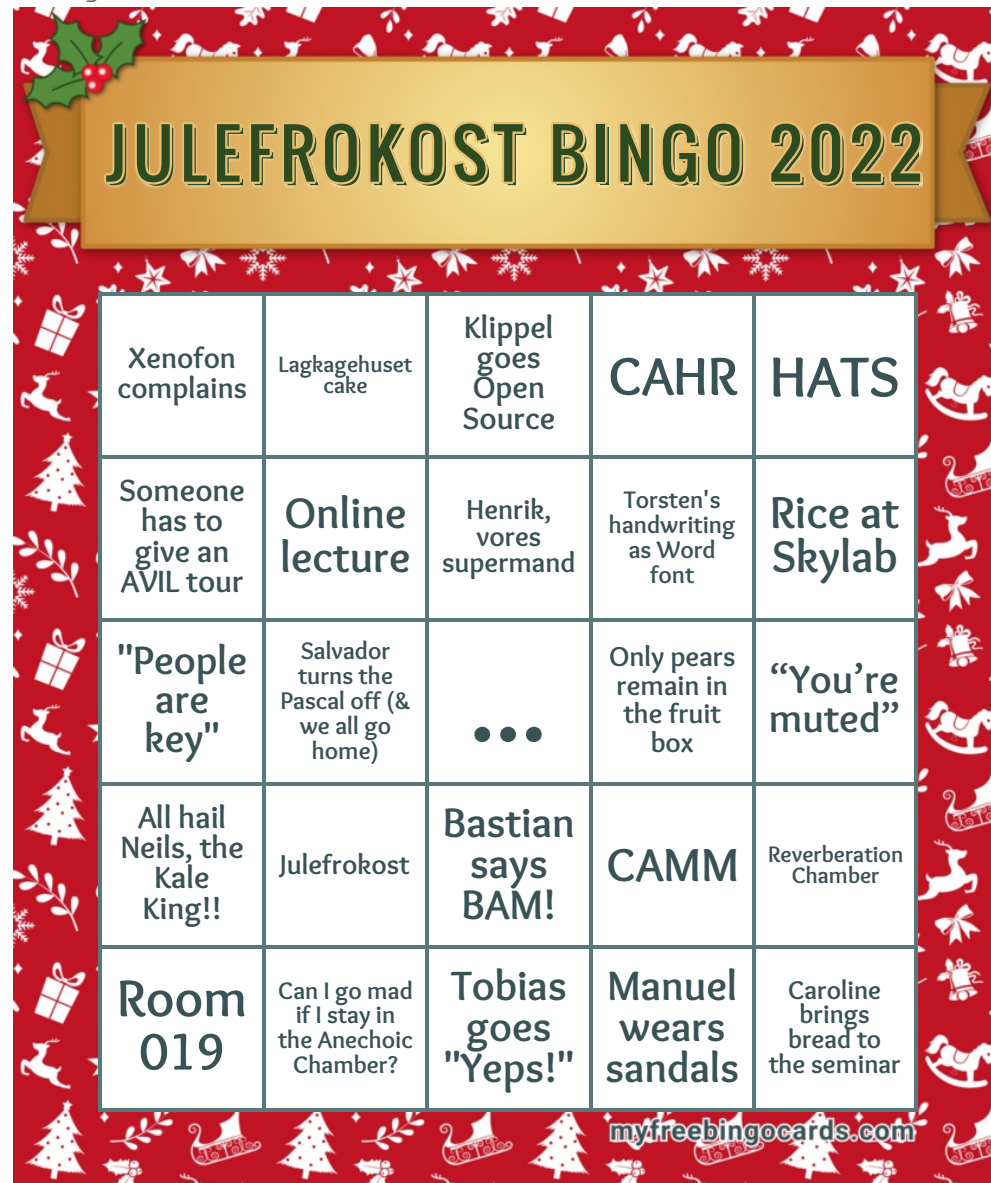 JULEFROKOST BINGO 2022
Xenofon
complains
Lagkagehuset
cake
Klippel
goes
Open
Source
CAHR
HATS
Someone
has to
give an
AVIL tour
Online
lecture
Henrik,
vores
supermand
Torsten's
handwriting
as Word
font
Rice at
Skylab
"People
are
key"
Salvador
turns the
Pascal off (&
we all go
home)
...
Only pears
remain in
the fruit
box
“You’re
muted”
All hail
Neils, the
Kale
King!!
Julefrokost
Bastian
says
BAM!
CAMM
Reverberation
Chamber
Room
019
Can I go mad
if I stay in
the Anechoic
Chamber?
Tobias
goes
"Yeps!"
Manuel
wears
sandals
Caroline
brings
bread to
the seminar
myfreebingocards.com